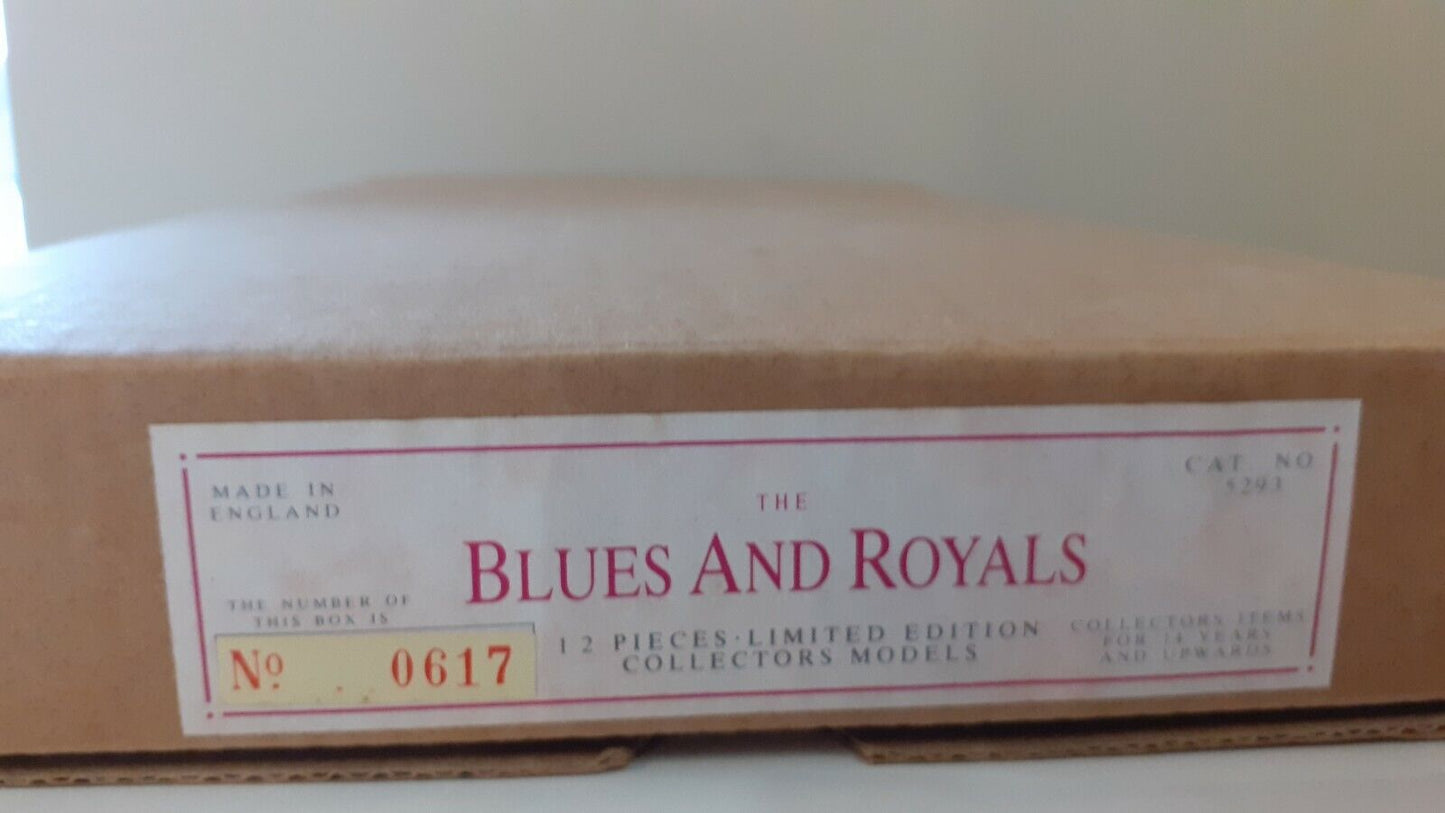 MADE IN
ENGLAND
CAT. NO
5293
THE
BLUES AND ROYALS
THE NUMBER OF
THIS BOX IS
Nº 0617
12 PIECES·LIMITED EDITION
COLLECTORS MODELS
COLLECTORS ITEMS
FOR 14 YEARS
AND UPWARDS